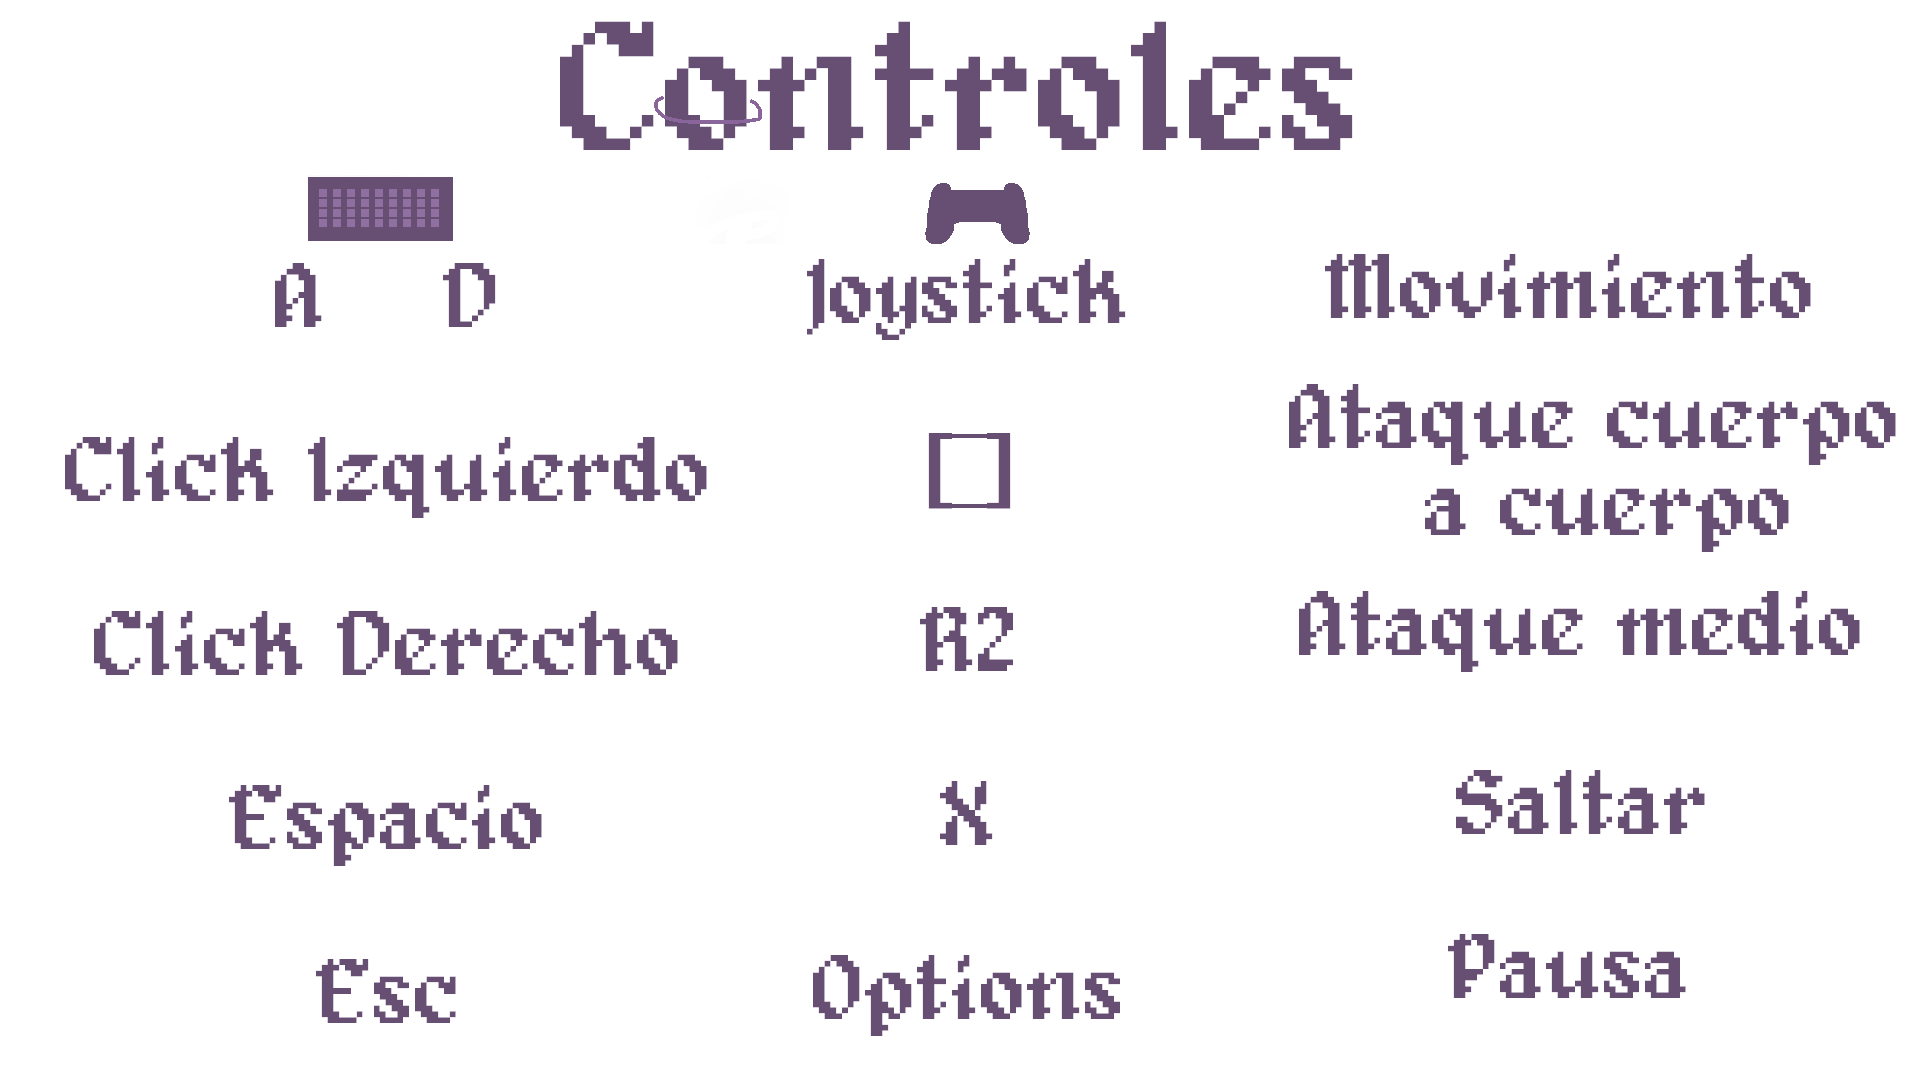 Controles
A D Joystick Movimiento
Click Izquierdo □ Ataque cuerpo
a cuerpo
Click Derecho R2 Ataque medio
Espacio X Saltar
Esc Options Pausa